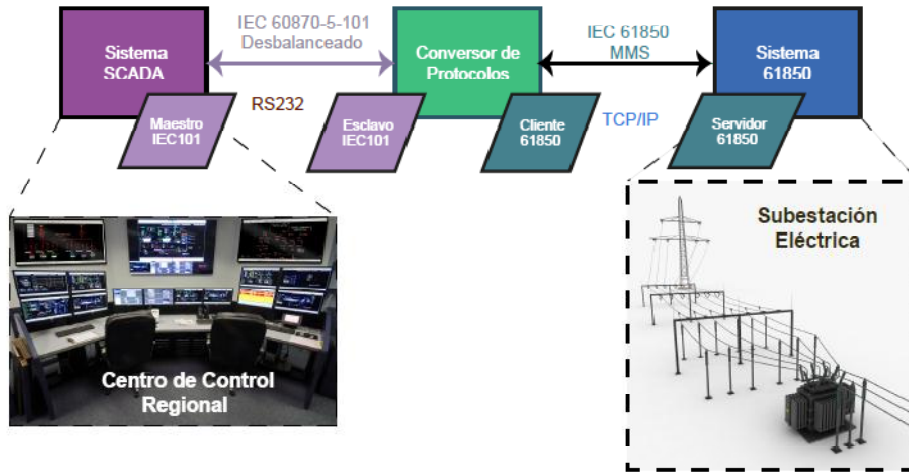 IEC 60870-5-101
Desbalanceado
IEC 61850
MMS
Sistema
SCADA
Conversor de
Protocolos
Sistema
61850
RS232
TCP/IP
Maestro
IEC101
Esclavo
IEC101
Cliente
61850
Servidor
61850
Subestación
Eléctrica
Centro de Control
Regional